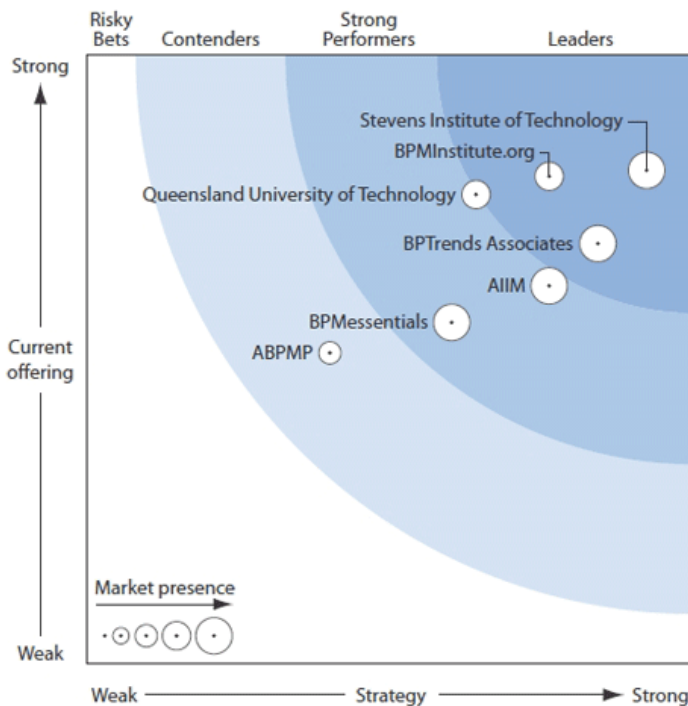 Risky
Bets
Contenders
Strong
Performers
Leaders
Strong
Stevens Institute of Technology
BPMInstitute.org
Queensland University of Technology
BPTrends Associates
AIIM
BPMessentials
ABPMP
Current
offering
Market presence
Weak
Weak
Strategy
Strong